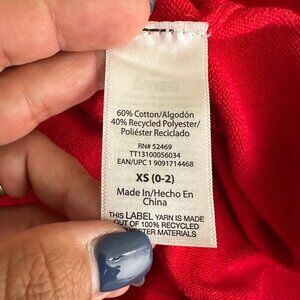 60% Cotton/Algodón
40% Recycled Polyester/
Poliéster Reciclado
RN# 52469
TT13100056034
EAN/UPC 1 9091714468
XS (0-2)
Made In/Hecho En
China
THIS LABEL YARN IS MADE
OUT OF 100% RECYCLED
POLYESTER MATERIALS